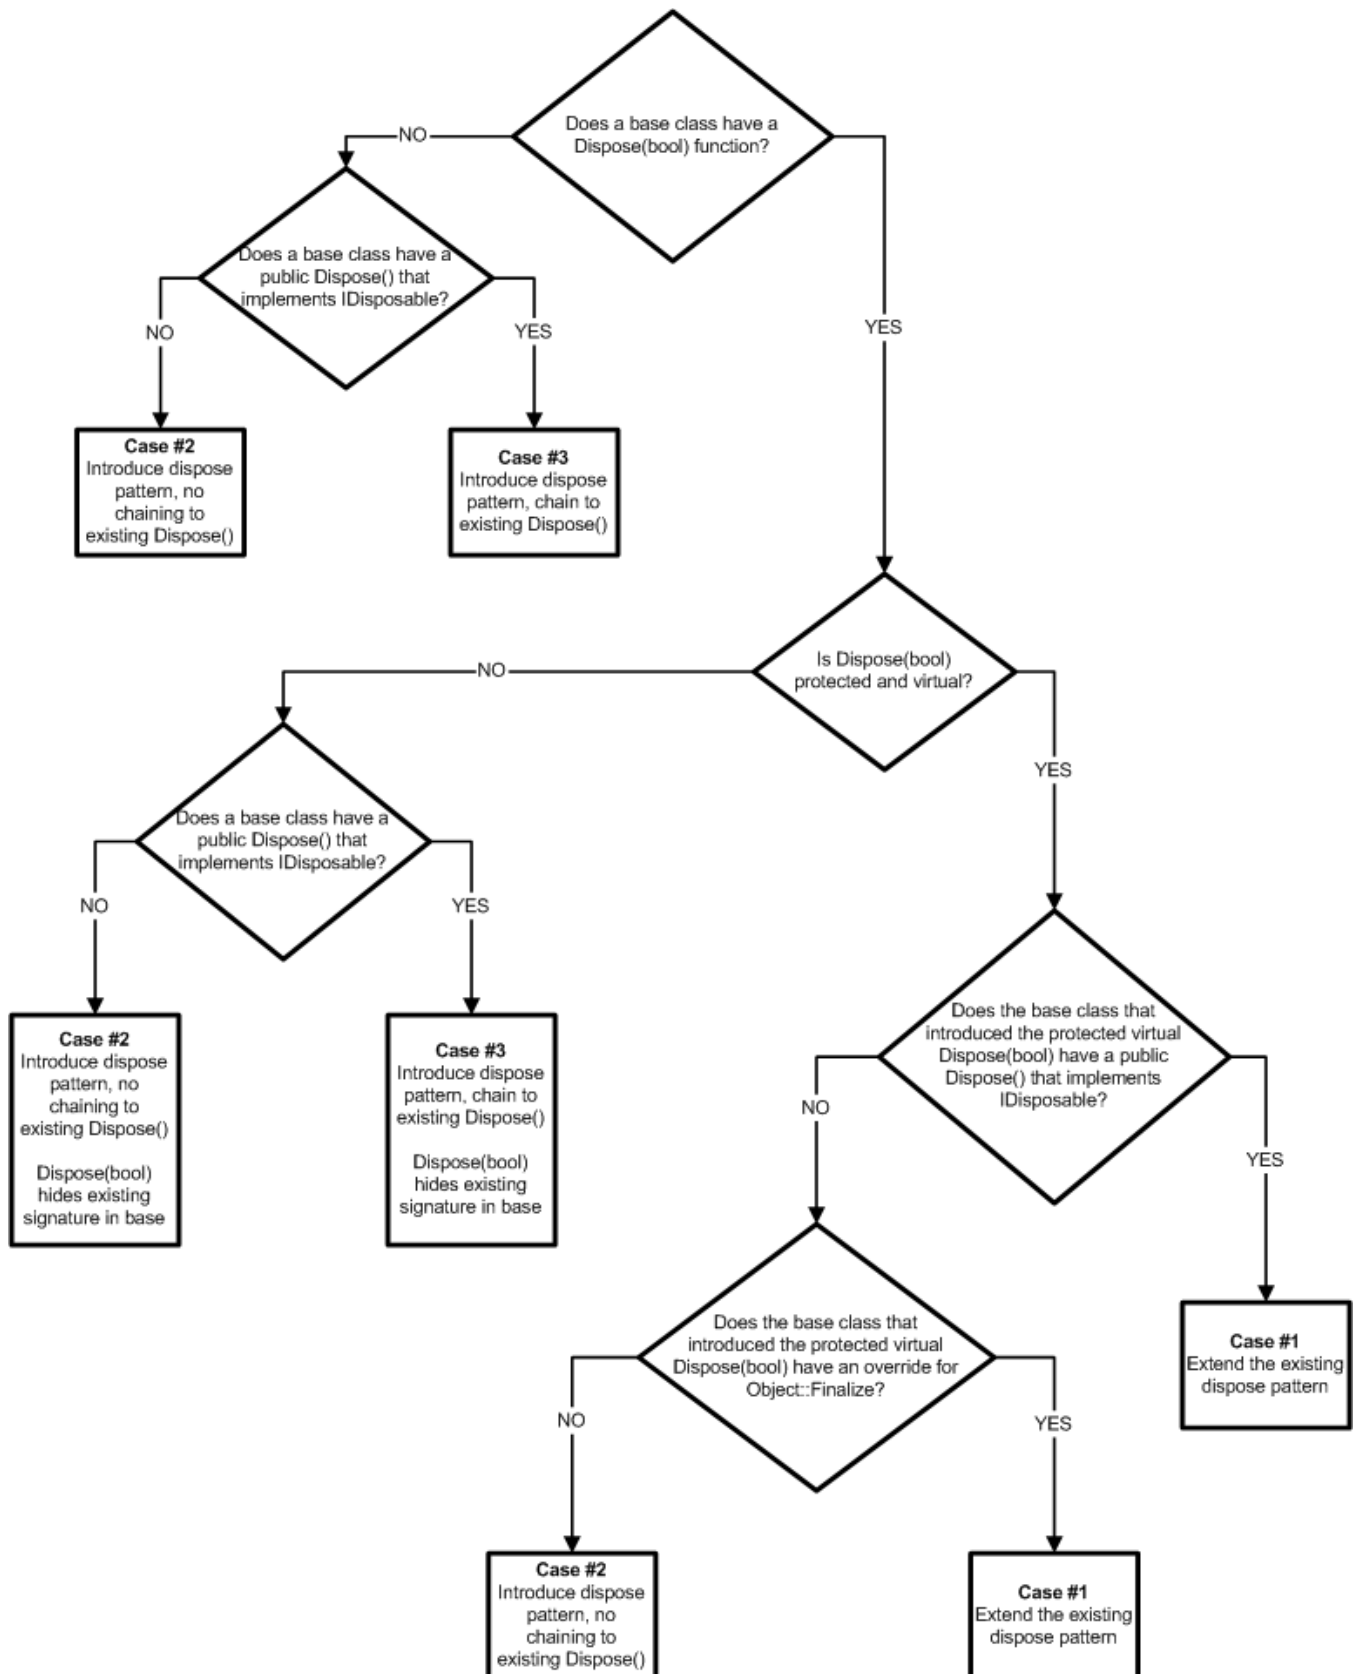 Does a base class have a
Dispose(bool) function?
NO
Does a base class have a
public Dispose() that
implements IDisposable?
NO
YES
YES
Case #2
Introduce dispose
pattern, no
chaining to
existing Dispose()
Case #3
Introduce dispose
pattern, chain to
existing Dispose()
Is Dispose(bool)
protected and virtual?
NO
YES
Does a base class have a
public Dispose() that
implements IDisposable?
NO
YES
Case #2
Introduce dispose
pattern, no
chaining to
existing Dispose()
Dispose(bool)
hides existing
signature in base
Case #3
Introduce dispose
pattern, chain to
existing Dispose()
Dispose(bool)
hides existing
signature in base
Does the base class that
introduced the protected virtual
Dispose(bool) have a public
Dispose() that implements
IDisposable?
NO
YES
Does the base class that
introduced the protected virtual
Dispose(bool) have an override for
Object::Finalize?
Case #1
Extend the existing
dispose pattern
NO
YES
Case #2
Introduce dispose
pattern, no
chaining to
existing Dispose()
Case #1
Extend the existing
dispose pattern